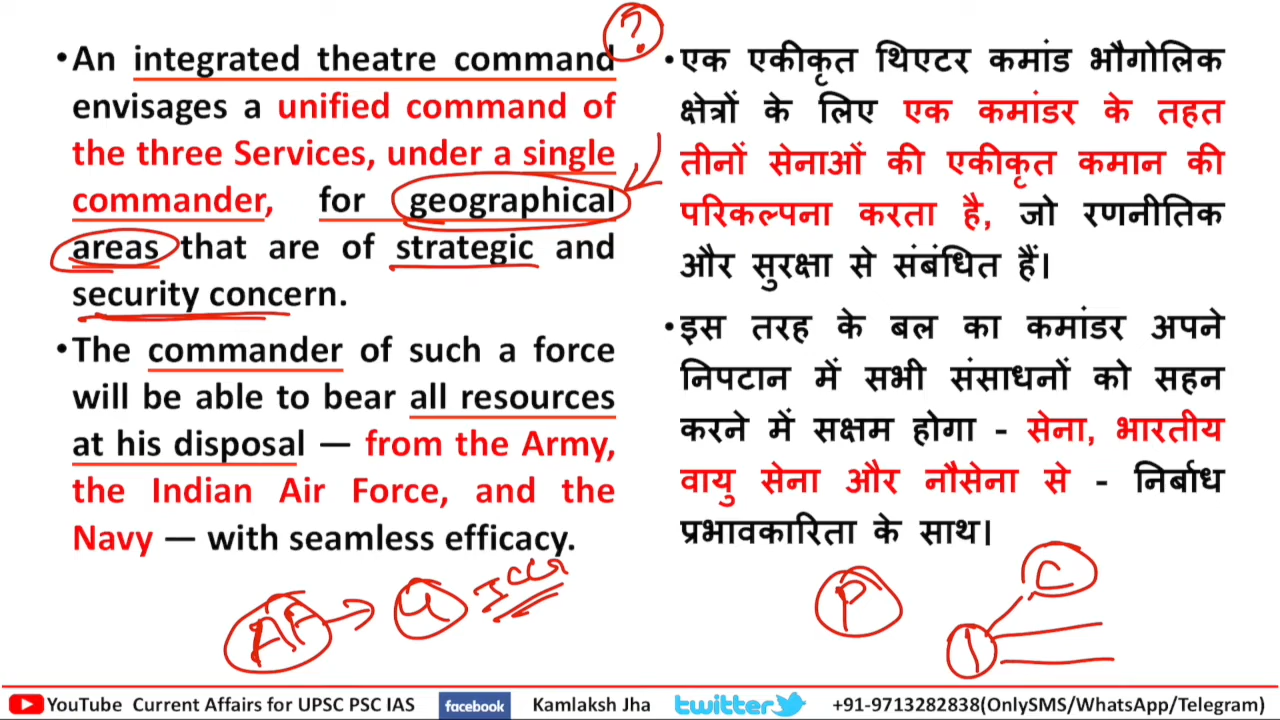 ?
•An integrated theatre command
envisages a unified command of
the three Services, under a single
commander, for geographical
areas that are of strategic and
security concern.
•The commander of such a force
will be able to bear all resources
at his disposal — from the Army,
the Indian Air Force, and the
Navy — with seamless efficacy.
•एक एकीकृत थिएटर कमांड भौगोलिक
क्षेत्रों के लिए एक कमांडर के तहत
तीनों सेनाओं की एकीकृत कमान की
परिकल्पना करता है, जो रणनीतिक
और सुरक्षा से संबंधित हैं।
•इस तरह के बल का कमांडर अपने
निपटान में सभी संसाधनों को सहन
करने में सक्षम होगा - सेना, भारतीय
वायु सेना और नौसेना से - निर्बाध
प्रभावकारिता के साथ।
AF
P
C
1
YouTube Current Affairs for UPSC PSC IAS facebook Kamlaksh Jha twitter +91-9713282838(OnlySMS/WhatsApp/Telegram)